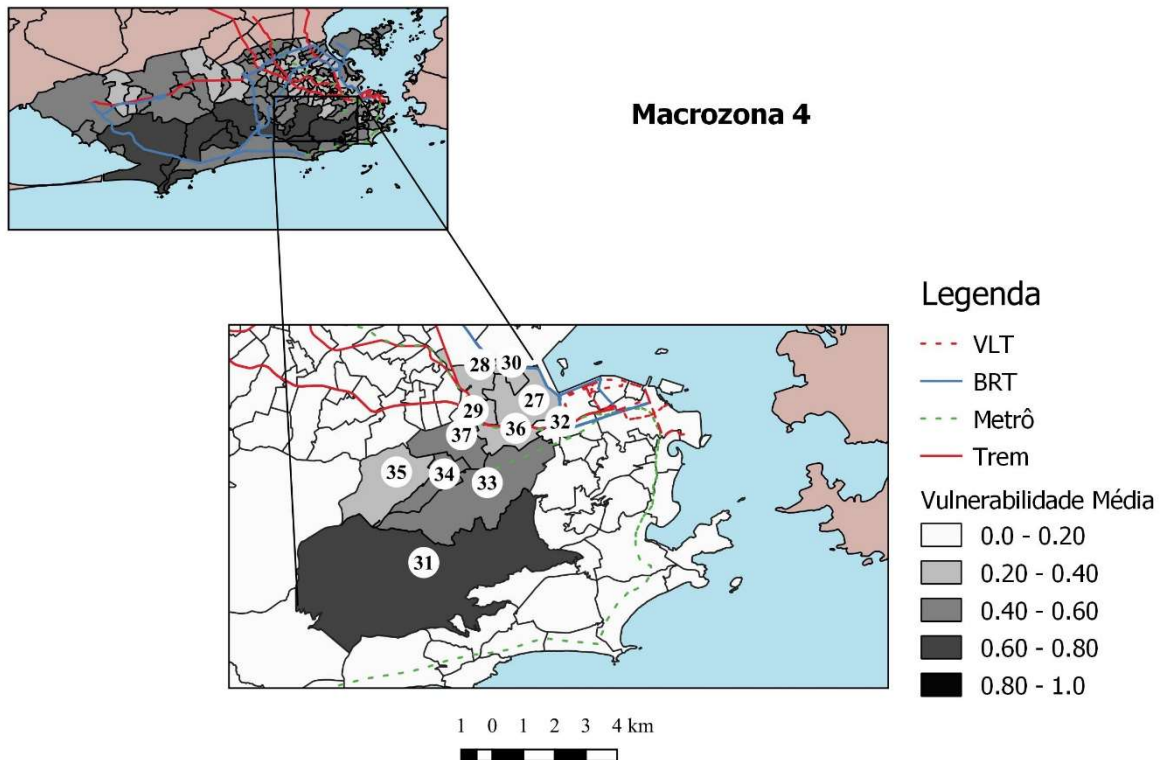 Macrozona 4
Legenda
VLT
BRT
Metrô
Trem
Vulnerabilidade Média
0.0 - 0.20
0.20 - 0.40
0.40 - 0.60
0.60 - 0.80
0.80 - 1.0
28
30
27
29
36
32
37
35
34
33
31
1 0 1 2 3 4 km